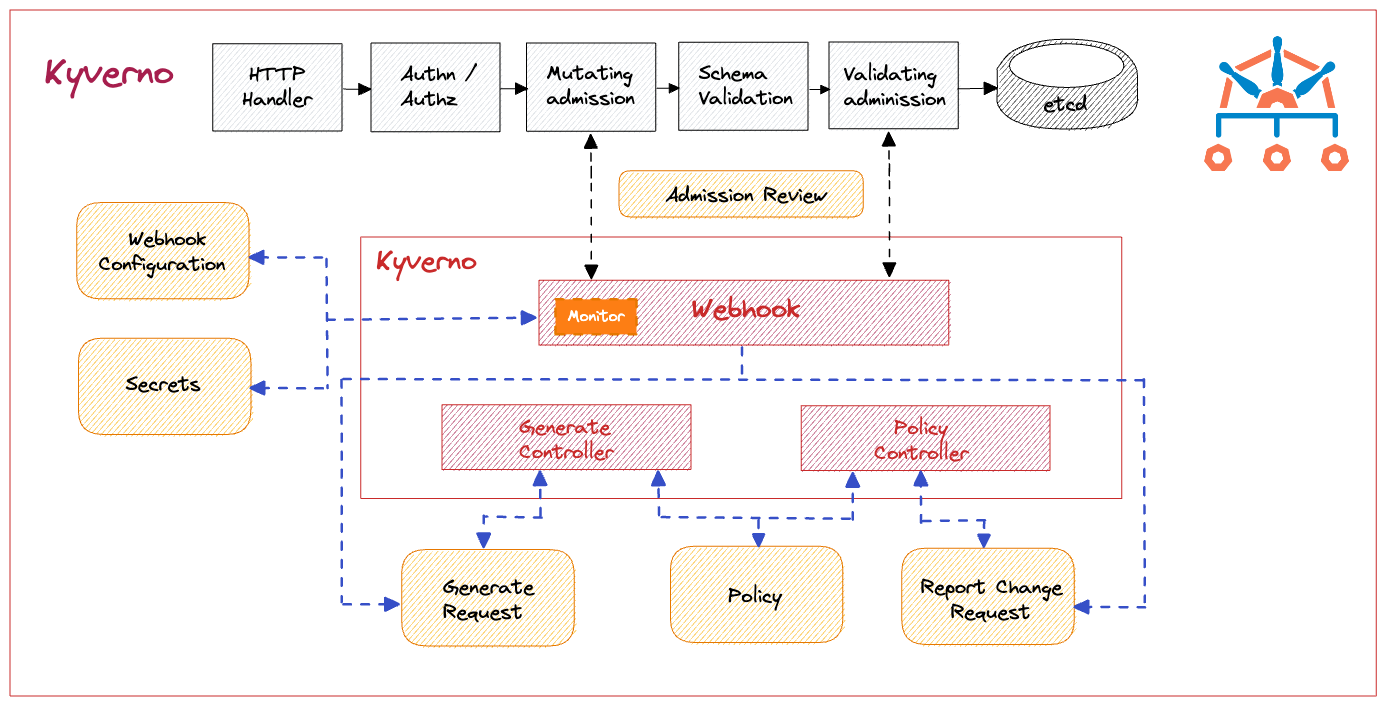 Kyverno
HTTP
Handler
Authn /
Authz
Mutating
admission
Schema
Validation
Validating
adminission
etcd
Admission Review
Webhook
Configuration
Kyverno
Monitor
Webhook
Secrets
Generate
Controller
Policy
Controller
Generate
Request
Policy
Report Change
Request